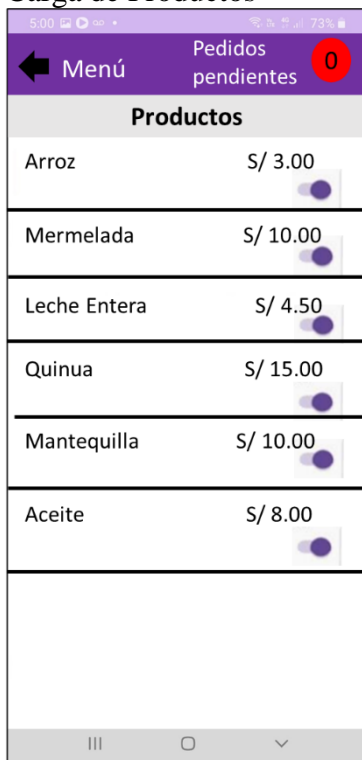 Carga de Productos
5:00
73%
Menú
Pedidos
pendientes
0
Productos
Arroz S/ 3.00
Mermelada S/ 10.00
Leche Entera S/ 4.50
Quinua S/ 15.00
Mantequilla S/ 10.00
Aceite S/ 8.00